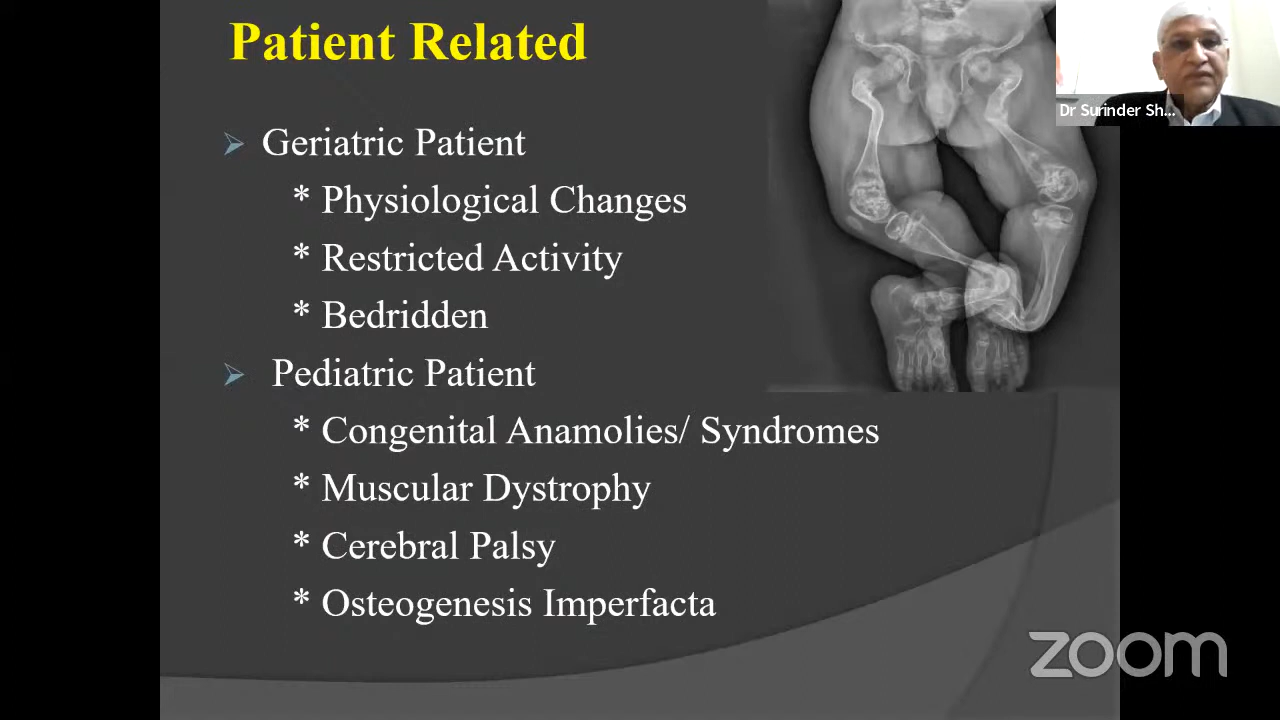 Patient Related
Dr Surinder Sh...
➢ Geriatric Patient
* Physiological Changes
* Restricted Activity
* Bedridden
➢ Pediatric Patient
* Congenital Anamolies/ Syndromes
* Muscular Dystrophy
* Cerebral Palsy
* Osteogenesis Imperfacta
zoom